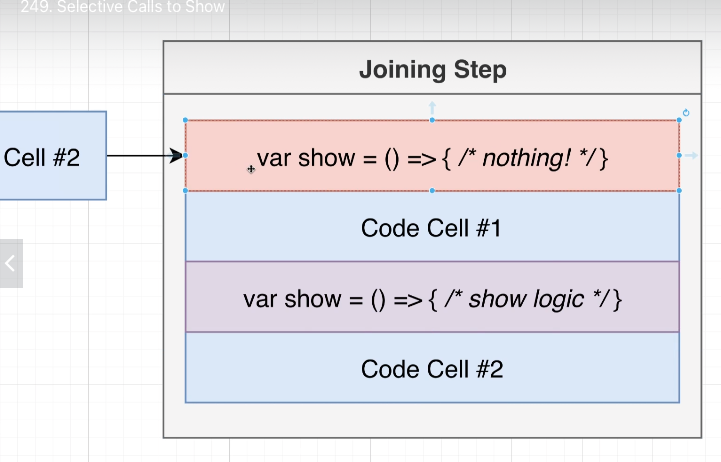 249. Selective Calls to Show
Joining Step
Cell #2
var show = () => { /* nothing! */ }
Code Cell #1
var show = () => { /* show logic */ }
Code Cell #2